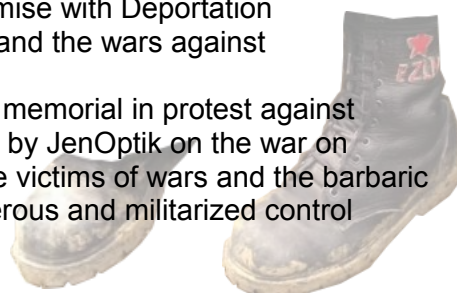 mise with Deportation
and the wars against
memorial in protest against
by JenOptik on the war on
e victims of wars and the barbaric
erous and militarized control
EZL